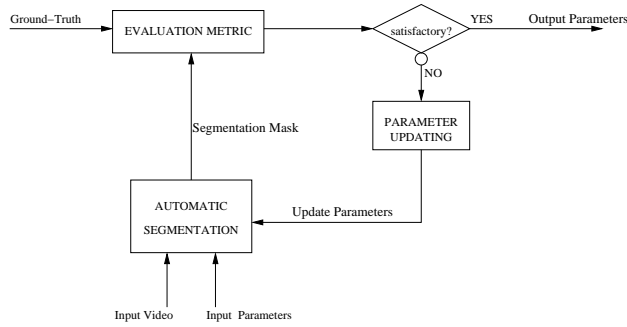 Ground-Truth
EVALUATION METRIC
satisfactory?
YES
Output Parameters
NO
Segmentation Mask
PARAMETER
UPDATING
AUTOMATIC
SEGMENTATION
Update Parameters
Input Video
Input Parameters